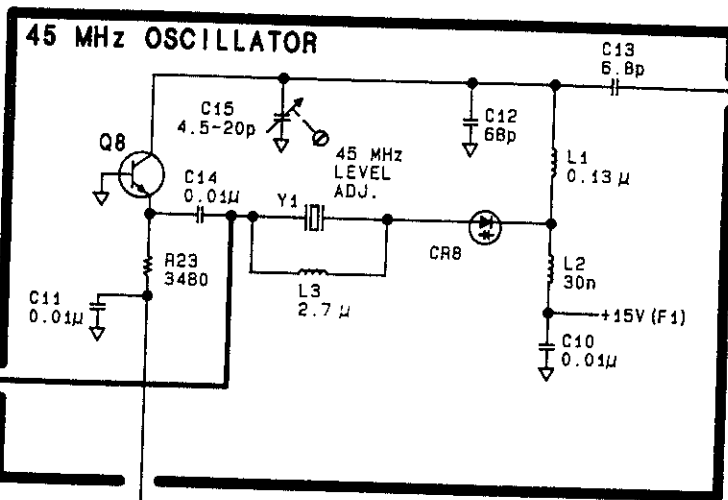 45 MHz OSCILLATOR
C13
6.8p
C15
4.5-20p
C12
68p
Q8
45 MHz
LEVEL
ADJ.
L1
0.13 μ
C14
0.01μ
Y1
CR8
R23
3480
L2
30n
C11
0.01μ
L3
2.7 μ
+15V (F1)
C10
0.01μ